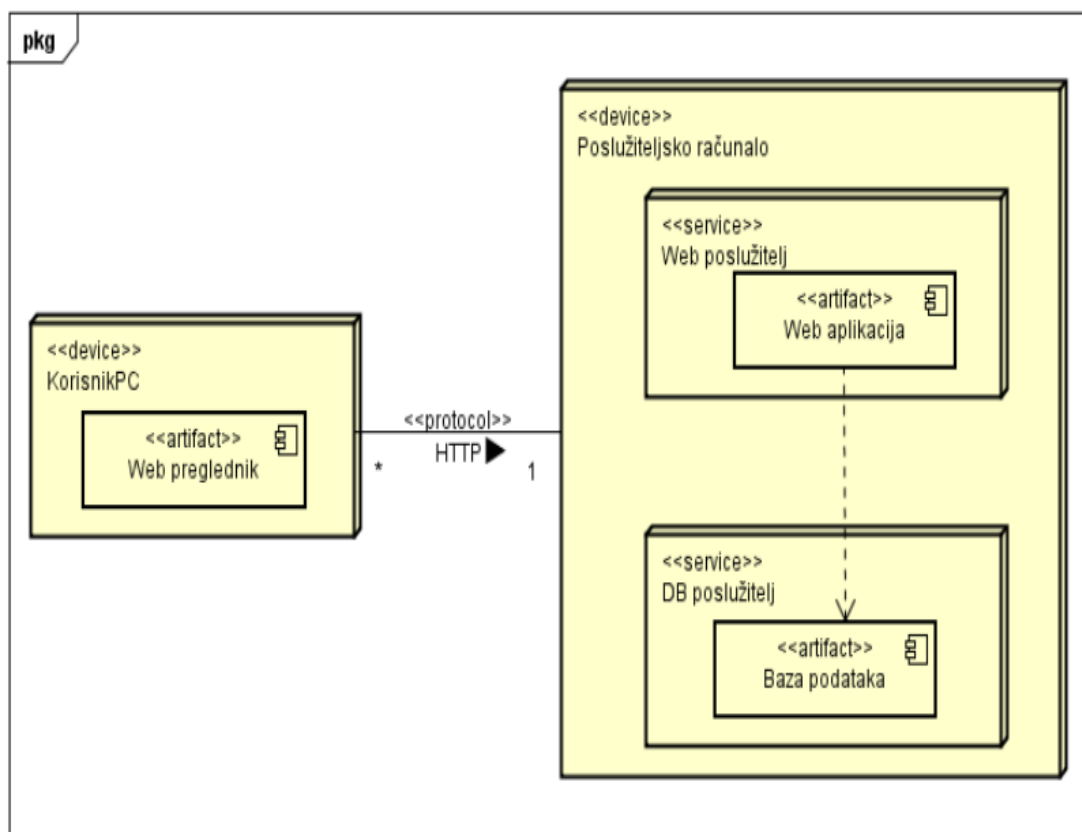 pkg
<<device>>
KorisnikPC
<<artifact>>
Web preglednik
<<protocol>>
HTTP
*
1
<<device>>
Poslužiteljsko računalo
<<service>>
Web poslužitelj
<<artifact>>
Web aplikacija
<<service>>
DB poslužitelj
<<artifact>>
Baza podataka